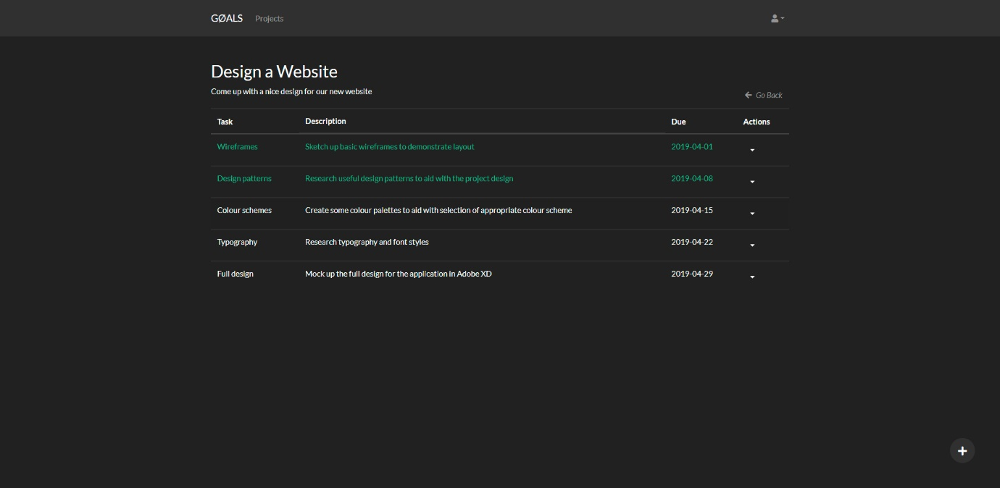 GØALS Projects
Design a Website
Come up with a nice design for our new website
Go Back
Task Description Due Actions
Wireframes Sketch up basic wireframes to demonstrate layout 2019-04-01
Design patterns Research useful design patterns to aid with the project design 2019-04-08
Colour schemes Create some colour palettes to aid with selection of appropriate colour scheme 2019-04-15
Typography Research typography and font styles 2019-04-22
Full design Mock up the full design for the application in Adobe XD 2019-04-29